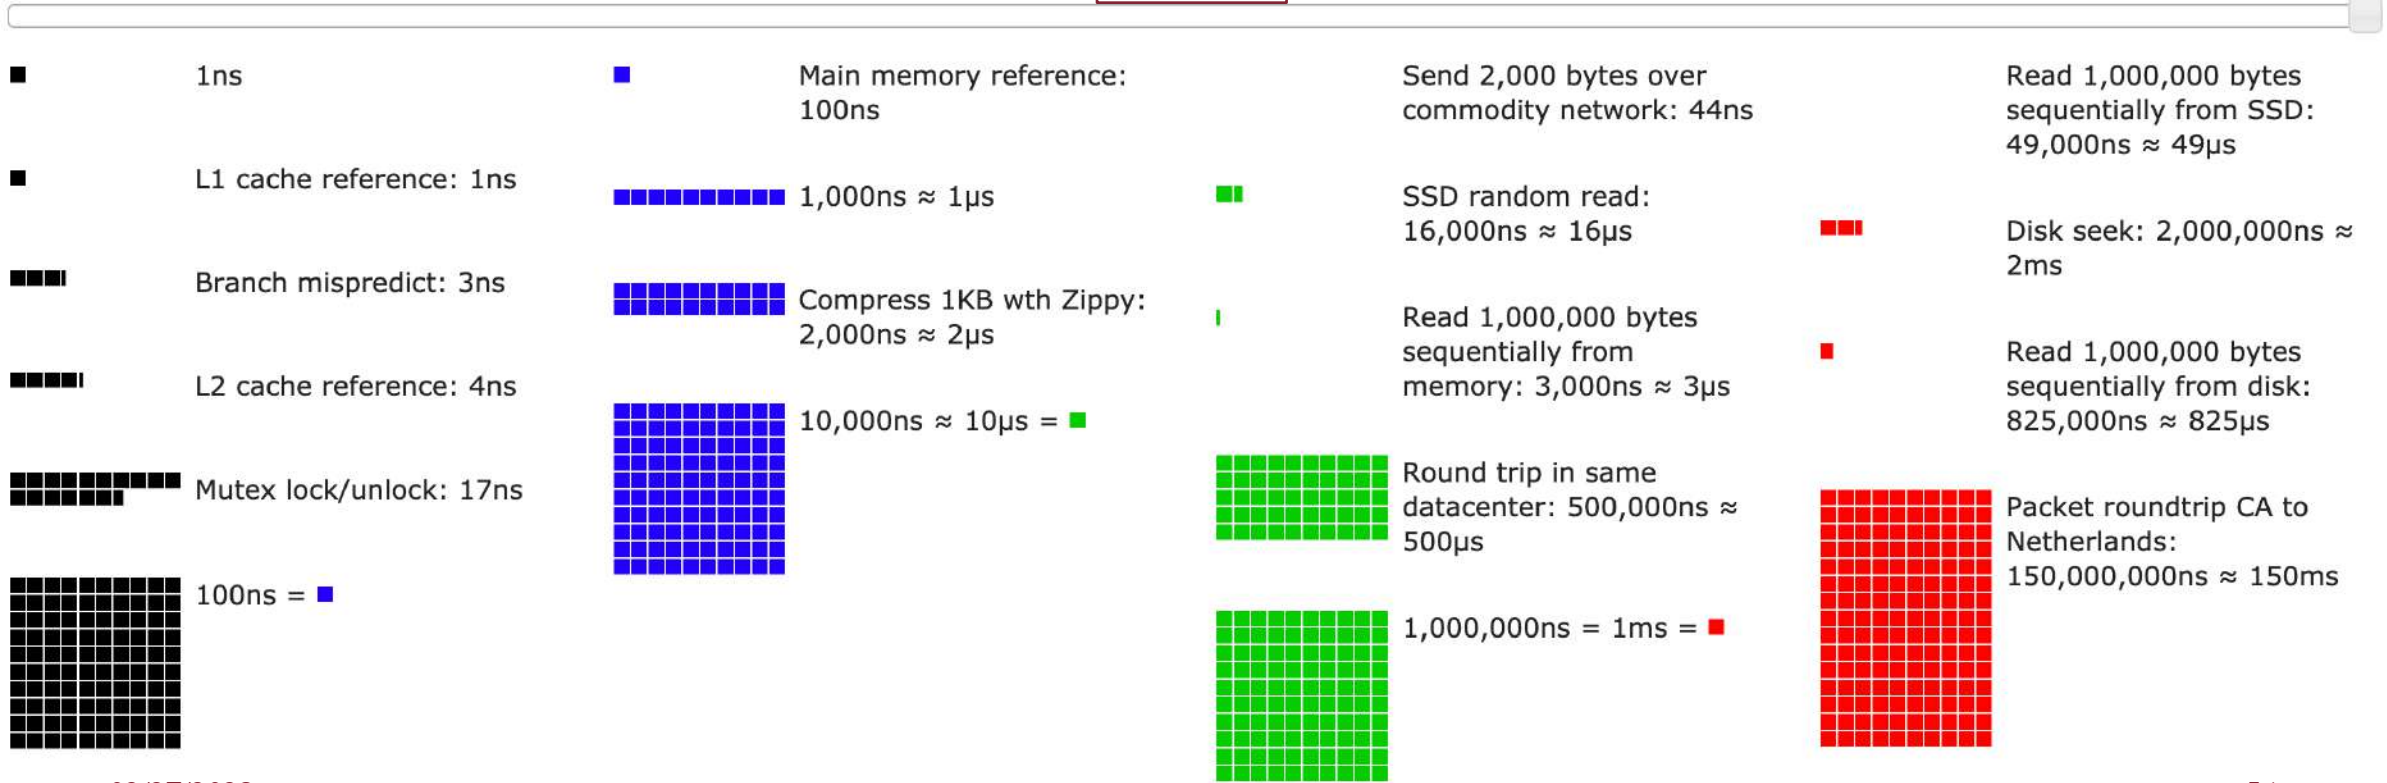 1ns
L1 cache reference: 1ns
Branch mispredict: 3ns
L2 cache reference: 4ns
Mutex lock/unlock: 17ns
100ns =
Main memory reference:
100ns
1,000ns ≈ 1μs
Compress 1KB wth Zippy:
2,000ns ≈ 2μs
10,000ns ≈ 10μs =
Send 2,000 bytes over
commodity network: 44ns
SSD random read:
16,000ns ≈ 16μs
Read 1,000,000 bytes
sequentially from
memory: 3,000ns ≈ 3μs
Round trip in same
datacenter: 500,000ns ≈
500μs
1,000,000ns = 1ms =
Read 1,000,000 bytes
sequentially from SSD:
49,000ns ≈ 49μs
Disk seek: 2,000,000ns ≈
2ms
Read 1,000,000 bytes
sequentially from disk:
825,000ns ≈ 825μs
Packet roundtrip CA to
Netherlands:
150,000,000ns ≈ 150ms